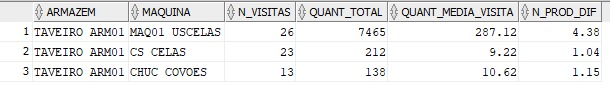 ARMAZEM MAQUINA N_VISITAS QUANT_TOTAL QUANT_MEDIA_VISITA N_PROD_DIF
1 TAVEIRO ARM01 MAQ01 USCELAS 26 7465 287.12 4.38
2 TAVEIRO ARM01 CS CELAS 23 212 9.22 1.04
3 TAVEIRO ARM01 CHUC COVOES 13 138 10.62 1.15